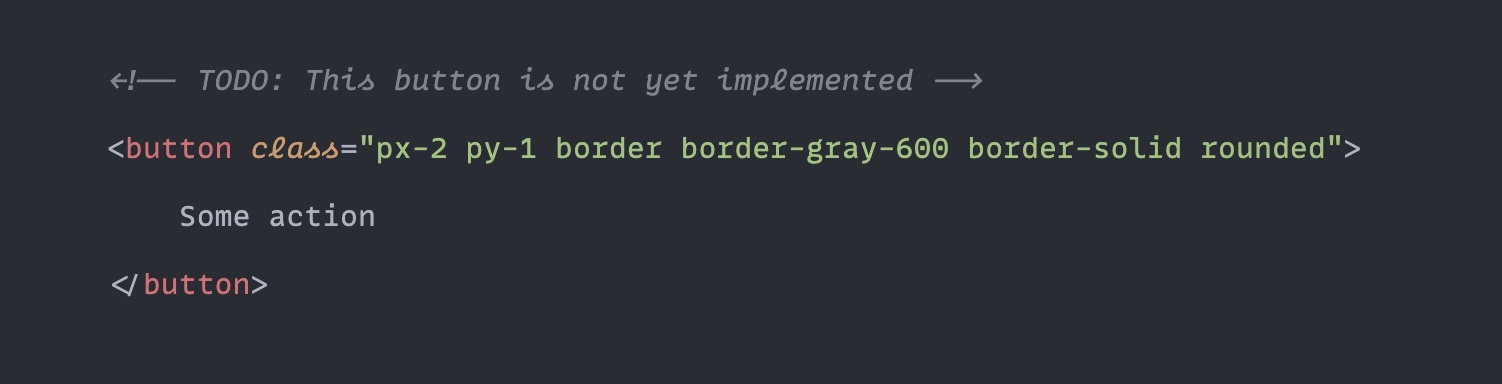 <!-- TODO: This button is not yet implemented -->
<button class="px-2 py-1 border border-gray-600 border-solid rounded">
    Some action
</button>